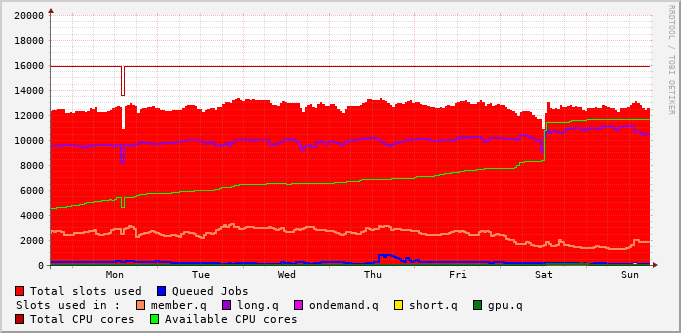 20000
18000
16000
14000
12000
10000
8000
6000
4000
2000
0
Mon Tue Wed Thu Fri Sat Sun
RRDTOOL / TOBI OETIKER
Total slots used Queued Jobs
Slots used in : member.q long.q ondemand.q short.q gpu.q
Total CPU cores Available CPU cores